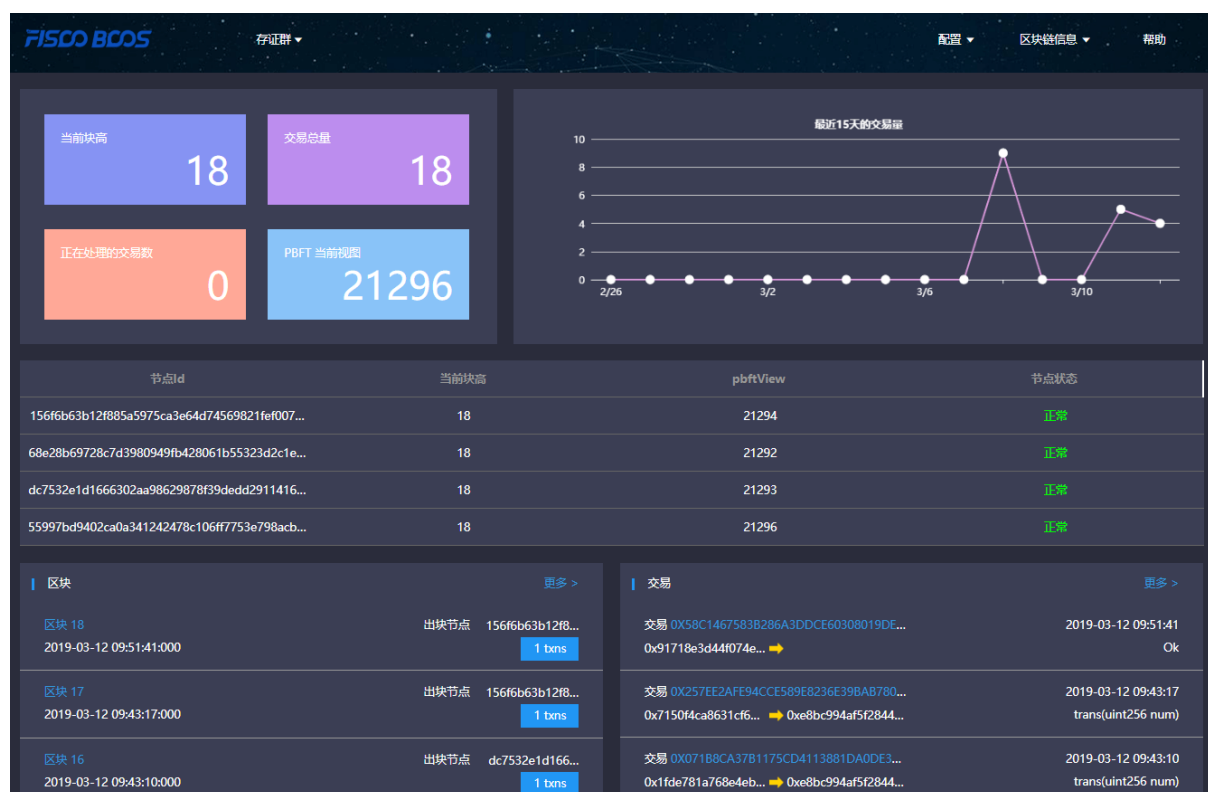 FISCO BCOS 存证群 配置 区块链信息 帮助
当前块高
18
交易总量
18
正在处理的交易数
0
PBFT 当前视图
21296
最近15天的交易量
10
8
6
4
2
0
2/26 3/2 3/6 3/10
节点Id 当前块高 pbftView 节点状态
156f6b63b12f885a5975ca3e64d74569821fef007... 18 21294 正常
68e28b69728c7d3980949fb428061b55323d2c1e... 18 21292 正常
dc7532e1d1666302aa98629878f39dedd2911416... 18 21293 正常
55997bd9402ca0a341242478c106ff7753e798acb... 18 21296 正常
区块 更多 >
区块 18 出块节点 156f6b63b12f8...
2019-03-12 09:51:41:000 1 txns
区块 17 出块节点 156f6b63b12f8...
2019-03-12 09:43:17:000 1 txns
区块 16 出块节点 dc7532e1d166...
2019-03-12 09:43:10:000 1 txns
交易 更多 >
交易 0X58C1467583B286A3DDCE60308019DE... 2019-03-12 09:51:41
0x91718e3d44f074e... Ok
交易 0X257EE2AFE94CCE589E8236E39BAB780... 2019-03-12 09:43:17
0x7150f4ca8631cf6... 0xe8bc994af5f2844... trans(uint256 num)
交易 0X071B8CA37B1175CD4113881DA0DE3... 2019-03-12 09:43:10
0x1fde781a768e4eb... 0xe8bc994af5f2844... trans(uint256 num)